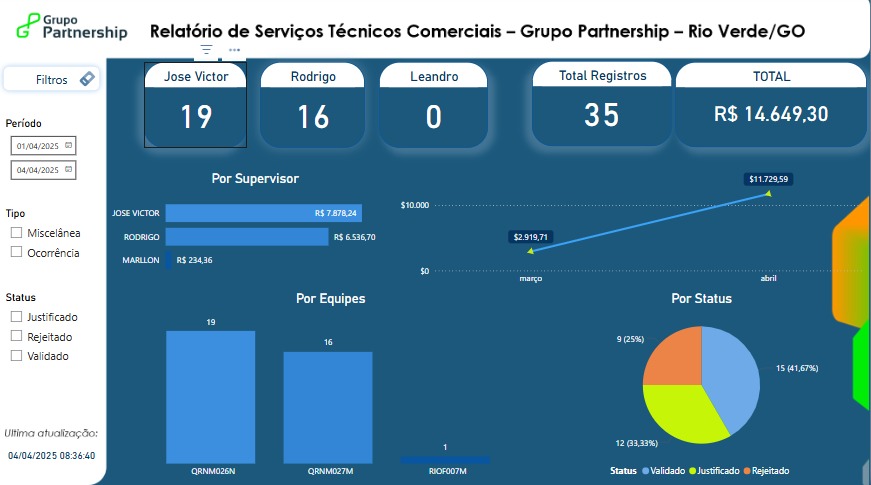 Grupo
Partnership
Relatório de Serviços Técnicos Comerciais – Grupo Partnership – Rio Verde/GO
Filtros
Jose Victor
Rodrigo
Leandro
Total Registros
TOTAL
19
16
0
35
R$ 14.649,30
Período
01/04/2025
04/04/2025
Tipo
Miscelânea
Ocorrência
Status
Justificado
Rejeitado
Validado
Ultima atualização:
04/04/2025 08:36:40
Por Supervisor
JOSE VICTOR
R$ 7.878,24
RODRIGO
R$ 6.536,70
MARLLON
R$ 234,36
$11.729,59
$10.000
$2.919,71
$0
março
abril
Por Equipes
19
16
1
QRNM026N
QRNM027M
RIOF007M
Por Status
9 (25%)
15 (41,67%)
12 (33,33%)
Status
Validado
Justificado
Rejeitado